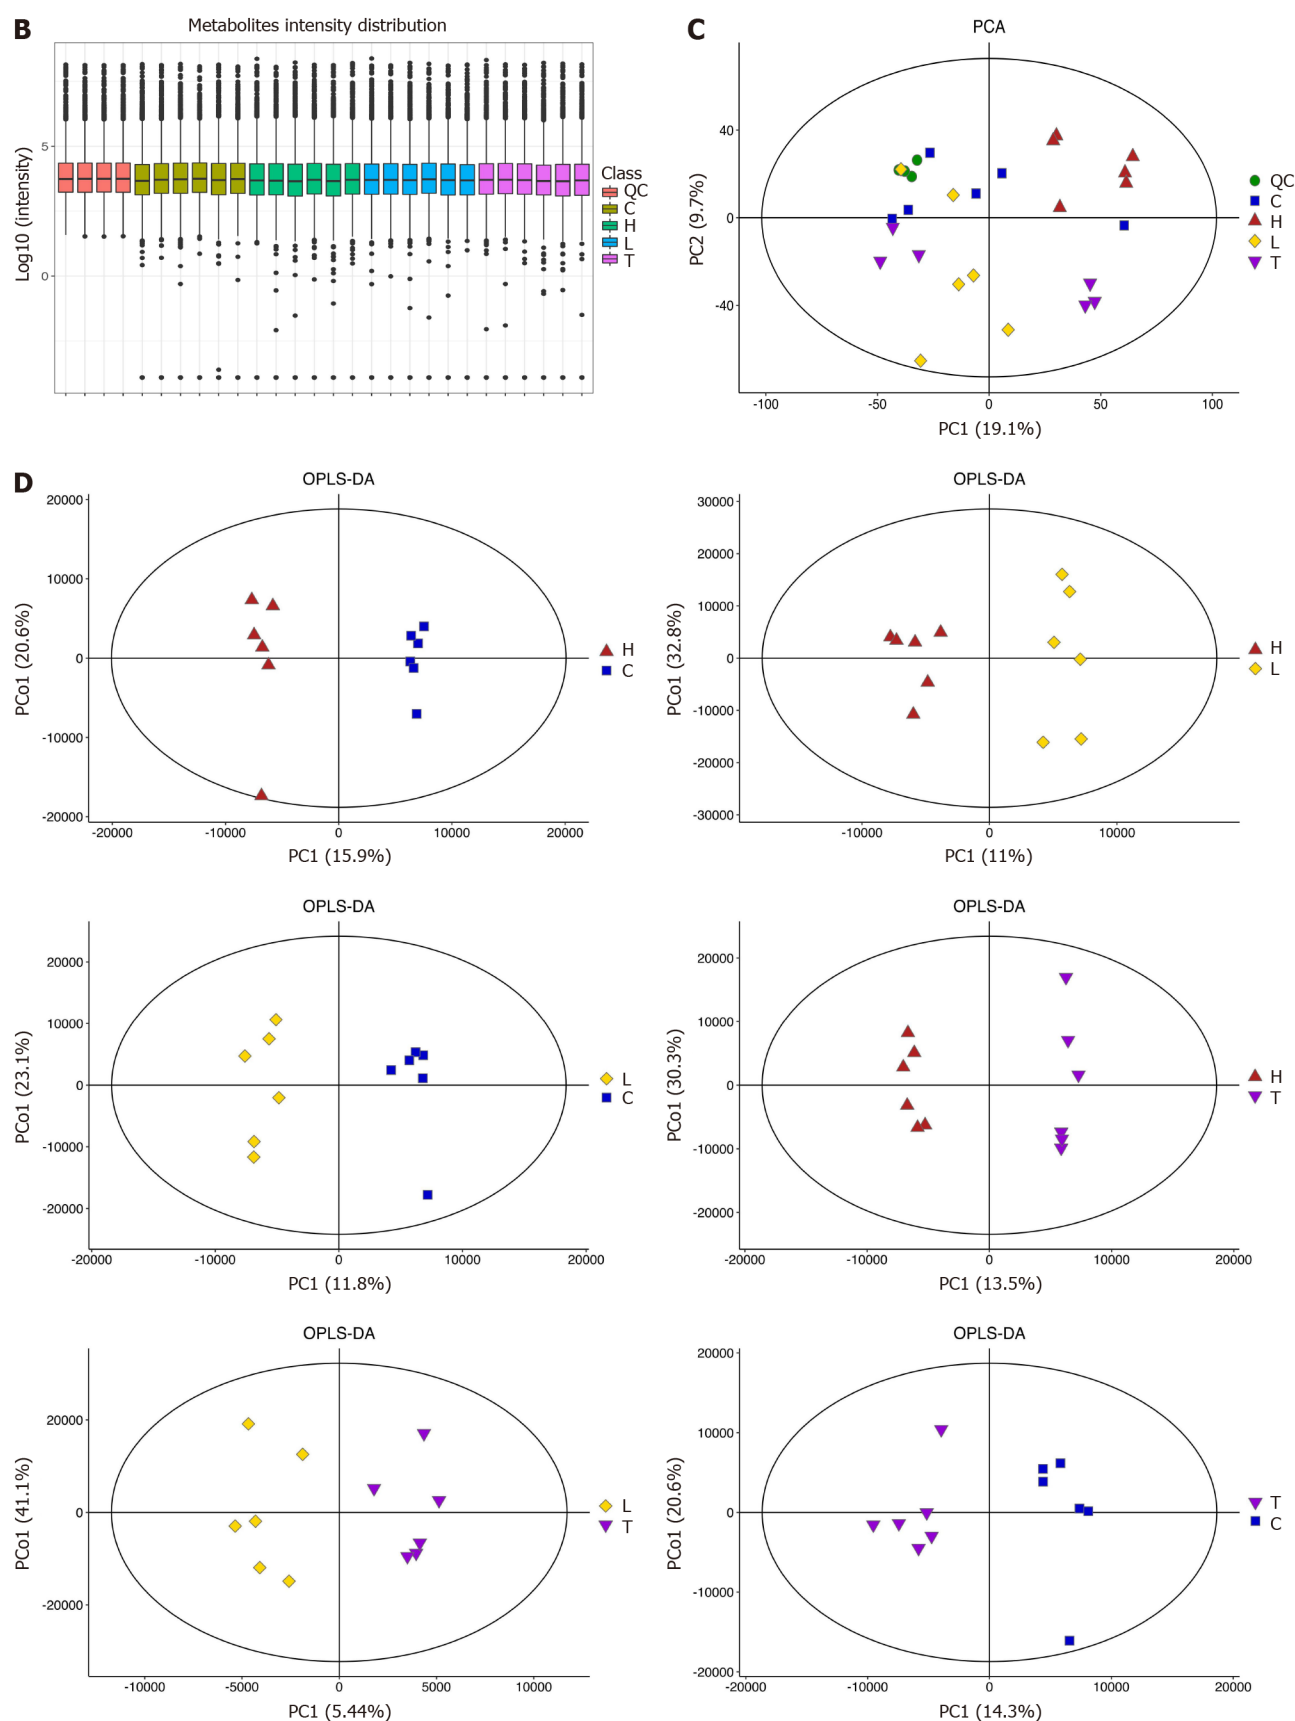 B
Metabolites intensity distribution
Log10 (intensity)
5
0
Class
QC
C
H
L
T
C
PCA
PC2 (9.7%)
40
0
-40
-100 -50 0 50 100
PC1 (19.1%)
QC
C
H
L
T
D
OPLS-DA
PCo1 (20.6%)
20000
10000
0
-10000
-20000
-20000 -10000 0 10000 20000
PC1 (15.9%)
H
C
OPLS-DA
PCo1 (32.8%)
30000
20000
10000
0
-10000
-20000
-30000
-10000 0 10000
PC1 (11%)
H
L
OPLS-DA
PCo1 (23.1%)
20000
10000
0
-10000
-20000
-20000 -10000 0 10000 20000
PC1 (11.8%)
L
C
OPLS-DA
PCo1 (30.3%)
20000
10000
0
-10000
-20000
-20000 -10000 0 10000 20000
PC1 (13.5%)
H
T
OPLS-DA
PCo1 (41.1%)
20000
0
-20000
-10000 -5000 0 5000 10000
PC1 (5.44%)
L
T
OPLS-DA
PCo1 (20.6%)
20000
10000
0
-10000
-20000
-20000 -10000 0 10000 20000
PC1 (14.3%)
T
C